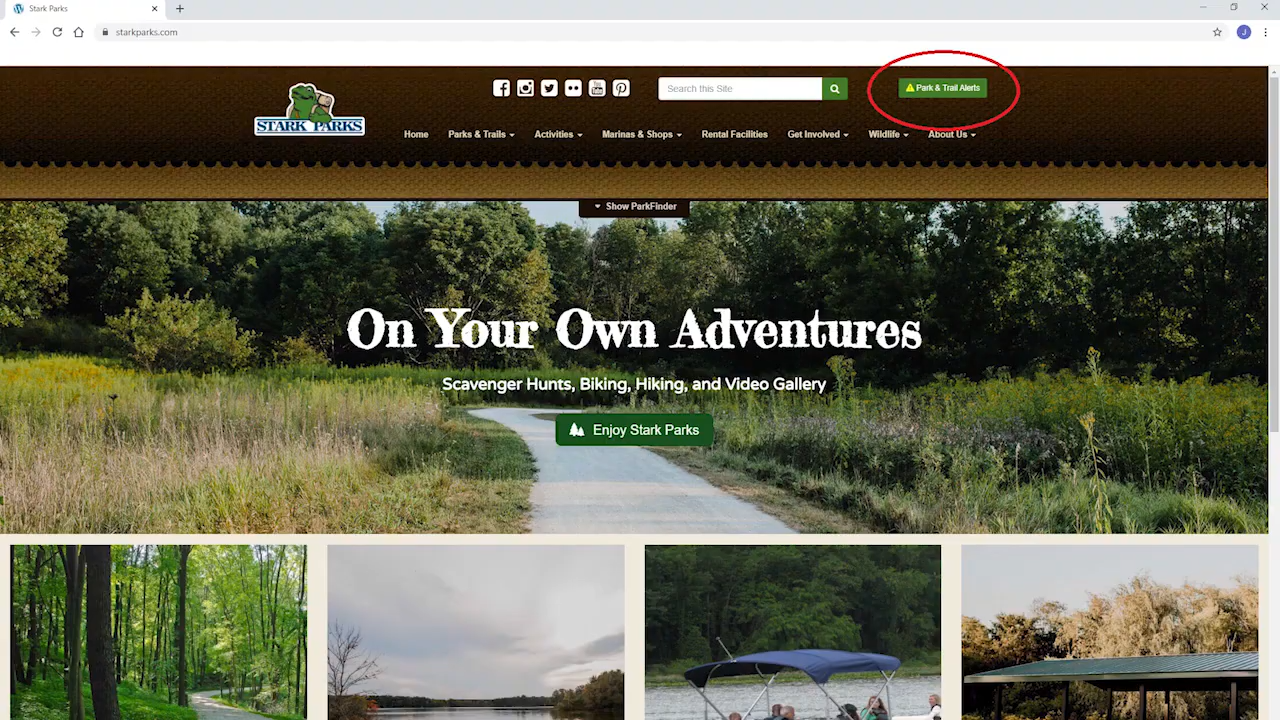 Stark Parks
starkparks.com
J
Search this Site
Park & Trail Alerts
STARK PARKS
Home Parks & Trails Activities Marinas & Shops Rental Facilities Get Involved Wildlife About Us
Show ParkFinder
On Your Own Adventures
Scavenger Hunts, Biking, Hiking, and Video Gallery
Enjoy Stark Parks